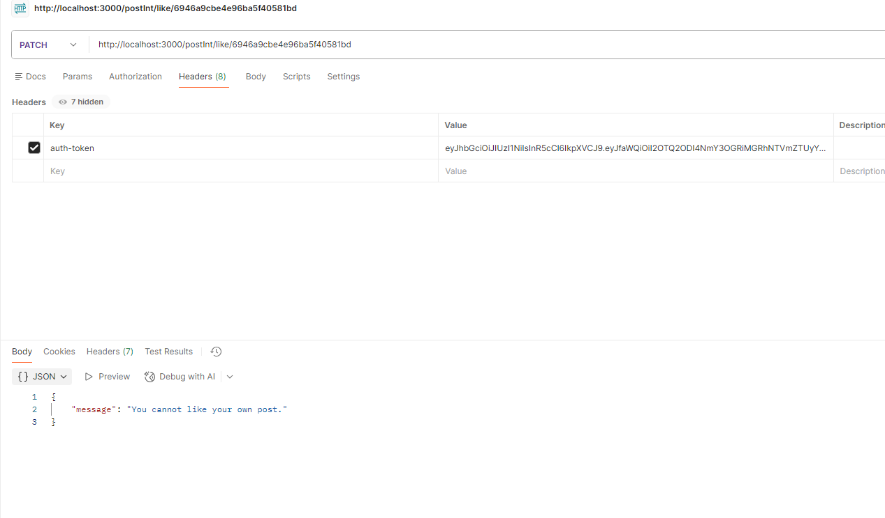 HTTP http://localhost:3000/postInt/like/6946a9cbe4e96ba5f40581bd
PATCH http://localhost:3000/postInt/like/6946a9cbe4e96ba5f40581bd
Docs Params Authorization Headers (8) Body Scripts Settings
Headers 7 hidden
Key Value Description
auth-token
Key Value Description
Body Cookies Headers (7) Test Results
{} JSON Preview Debug with AI
1 {
2 "message": "You cannot like your own post."
3 }